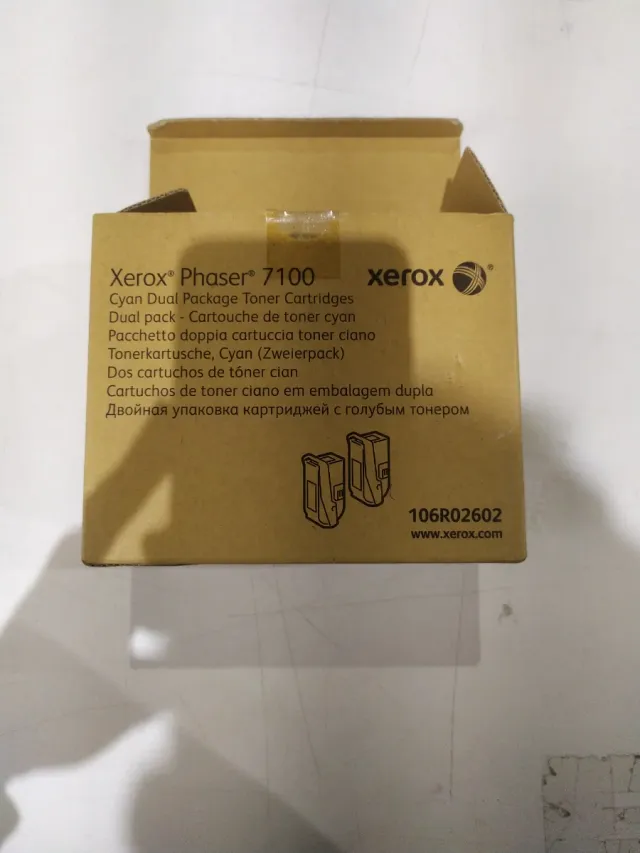 Xerox® Phaser® 7100
xerox ®
Cyan Dual Package Toner Cartridges
Dual pack - Cartouche de toner cyan
Pacchetto doppia cartuccia toner ciano
Tonerkartusche, Cyan (Zweierpack)
Dos cartuchos de tóner cian
Cartuchos de toner ciano em embalagem dupla
Двойная упаковка картриджей с голубым тонером
106R02602
www.xerox.com